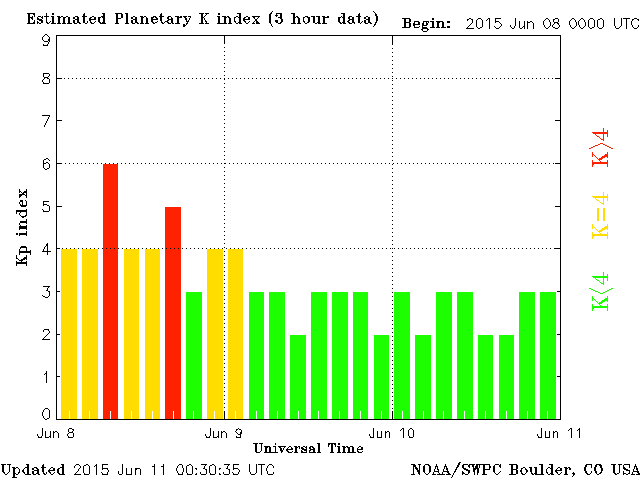 Estimated Planetary K index (3 hour data) Begin: 2015 Jun 08 0000 UTC
9
8
7
6
5
4
3
2
1
0
Kp index
K>4
K=4
K<4
Jun 8 Jun 9 Jun 10 Jun 11
Universal Time
Updated 2015 Jun 11 00:30:35 UTC NOAA/SWPC Boulder, CO USA